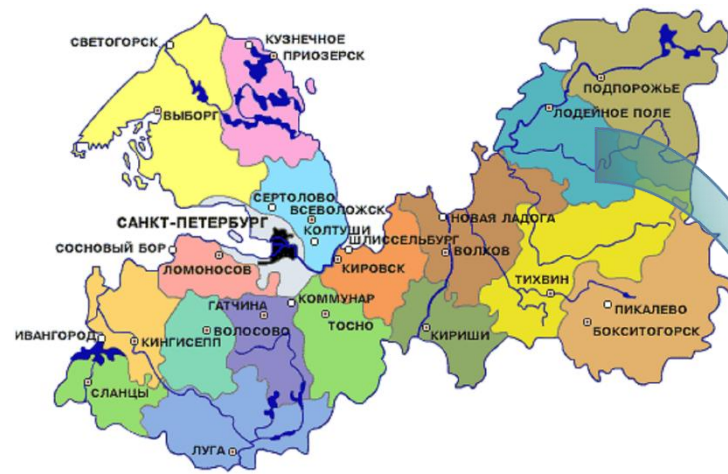 СВЕТОГОРСК
КУЗНЕЧНОЕ
ПРИОЗЕРСК
ПОДПОРОЖЬЕ
ВЫБОРГ
ЛОДЕЙНОЕ ПОЛЕ
СЕРТОЛОВО
ВСЕВОЛОЖСК
САНКТ-ПЕТЕРБУРГ
КОЛТУШИ
НОВАЯ ЛАДОГА
СОСНОВЫЙ БОР
ШЛИССЕЛЬБУРГ
ВОЛХОВ
ЛОМОНОСОВ
КИРОВСК
ТИХВИН
ГАТЧИНА
КОММУНАР
ПИКАЛЕВО
ИВАНГОРОД
КИНГИСЕПП
ВОЛОСОВО
ТОСНО
КИРИШИ
БОКСИТОГОРСК
СЛАНЦЫ
ЛУГА